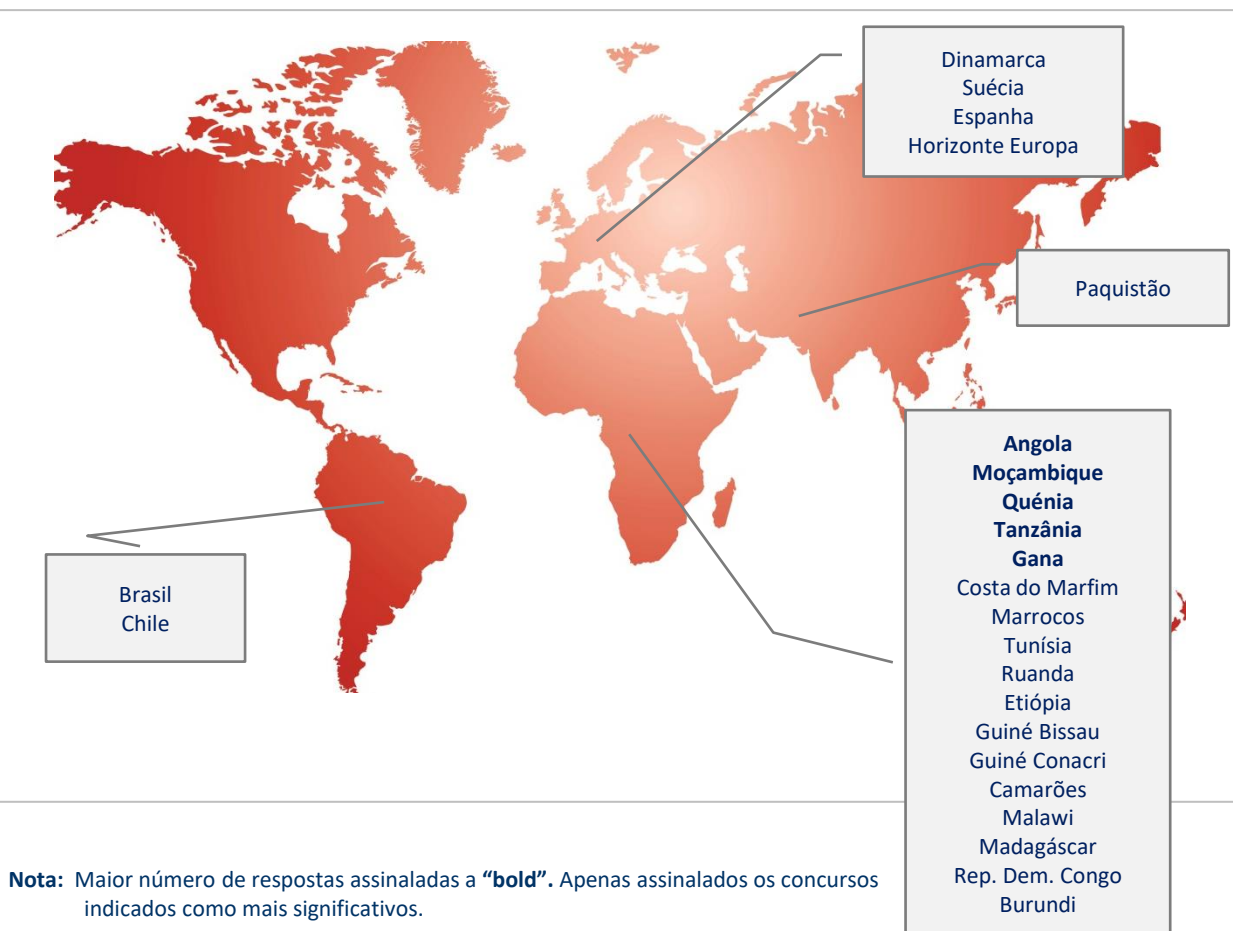 Dinamarca
Suécia
Espanha
Horizonte Europa
Paquistão
Brasil
Chile
Angola
Moçambique
Quénia
Tanzânia
Gana
Costa do Marfim
Marrocos
Tunísia
Ruanda
Etiópia
Guiné Bissau
Guiné Conacri
Camarões
Malawi
Madagáscar
Rep. Dem. Congo
Burundi
Nota: Maior número de respostas assinaladas a “bold”. Apenas assinalados os concursos
indicados como mais significativos.